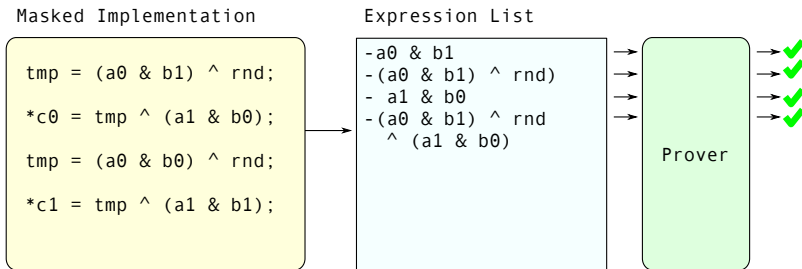 Masked Implementation
tmp = (a0 & b1) ^ rnd;
*c0 = tmp ^ (a1 & b0);
tmp = (a0 & b0) ^ rnd;
*c1 = tmp ^ (a1 & b1);
Expression List
-a0 & b1
-(a0 & b1) ^ rnd)
- a1 & b0
-(a0 & b1) ^ rnd
^ (a1 & b0)
Prover